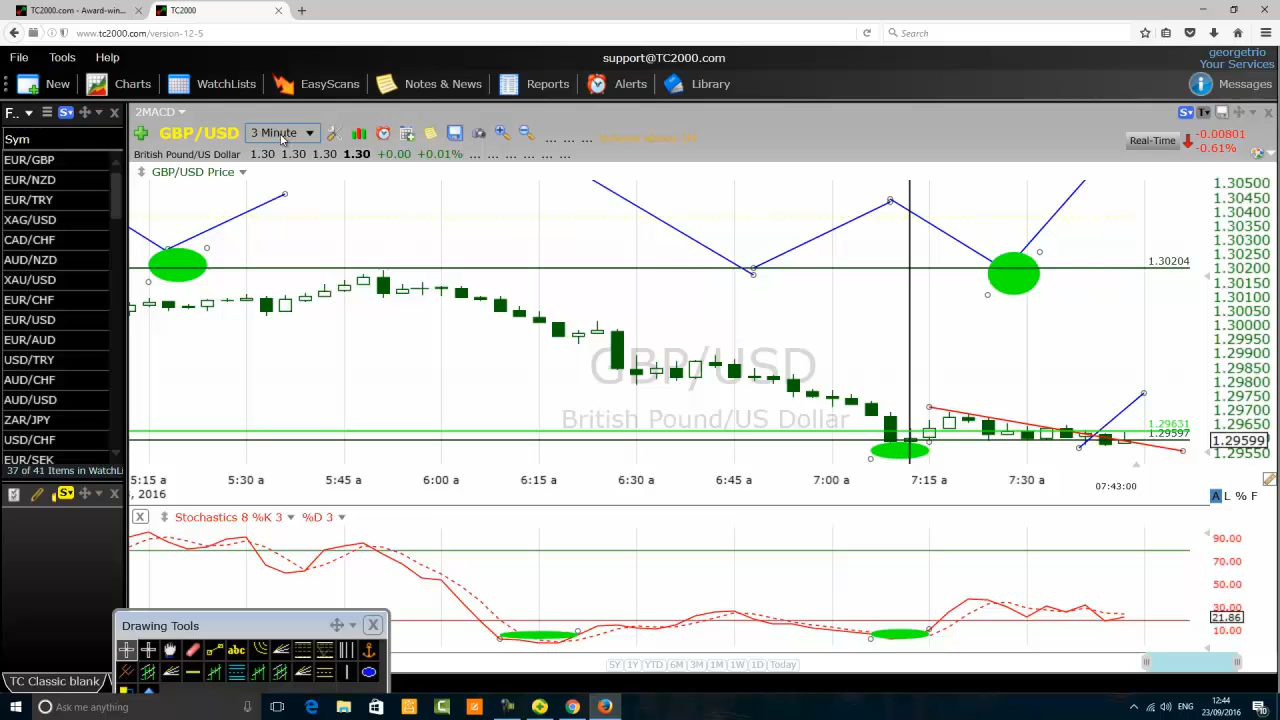 TC2000.com - Award-win...
TC2000
www.tc2000.com/version-12-5
Search
File
Tools
Help
support@TC2000.com
georgetrio
Your Services
New
Charts
WatchLists
EasyScans
Notes & News
Reports
Alerts
Library
Messages
F..
2MACD
Sym
GBP/USD
3 Minute
British Pound/US Dollar 1.30 1.30 1.30 1.30 +0.00 +0.01%
Real-Time
-0.00801
-0.61%
GBP/USD Price
EUR/GBP
EUR/NZD
EUR/TRY
XAG/USD
CAD/CHF
AUD/NZD
XAU/USD
EUR/CHF
EUR/USD
EUR/AUD
USD/TRY
AUD/CHF
AUD/USD
ZAR/JPY
USD/CHF
EUR/SEK
37 of 41 Items in WatchLi
1.30500
1.30450
1.30400
1.30350
1.30300
1.30250
1.30204
1.30200
1.30150
1.30100
1.30050
1.30000
1.29950
1.29900
1.29850
1.29800
1.29750
1.29700
1.29650
1.29631
1.29597
1.29599
1.29550
GBP/USD
British Pound/US Dollar
5:15 a
5:30 a
5:45 a
6:00 a
6:15 a
6:30 a
6:45 a
7:00 a
7:15 a
7:30 a
07:43:00
, 2016
A L % F
Stochastics 8 %K 3
%D 3
90.00
70.00
50.00
30.00
21.86
10.00
Drawing Tools
abc
5Y 1Y YTD 6M 3M 1M 1W 1D Today
TC Classic blank
Ask me anything
ENG
12:44
23/09/2016